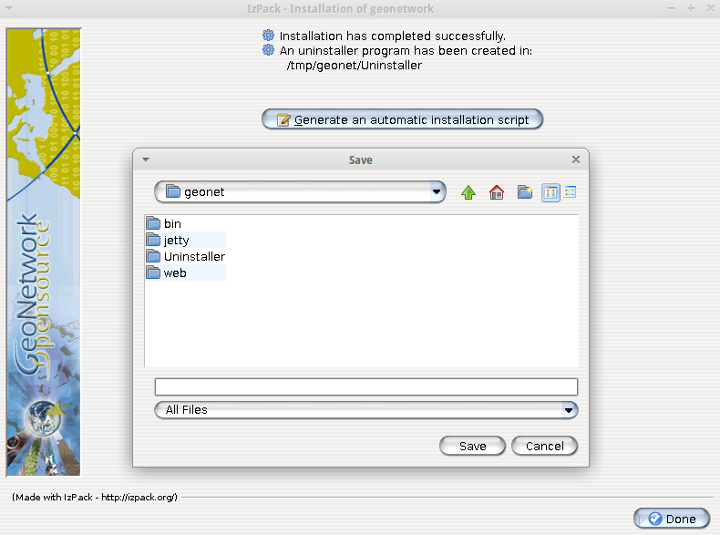 IzPack - Installation of geonetwork
Installation has completed successfully.
An uninstaller program has been created in:
/tmp/geonet/Uninstaller
Generate an automatic installation script
Save
geonet
bin
jetty
Uninstaller
web
All Files
Save
Cancel
GeoNetwork
Opensource
(Made with IzPack - http://izpack.org/)
Done